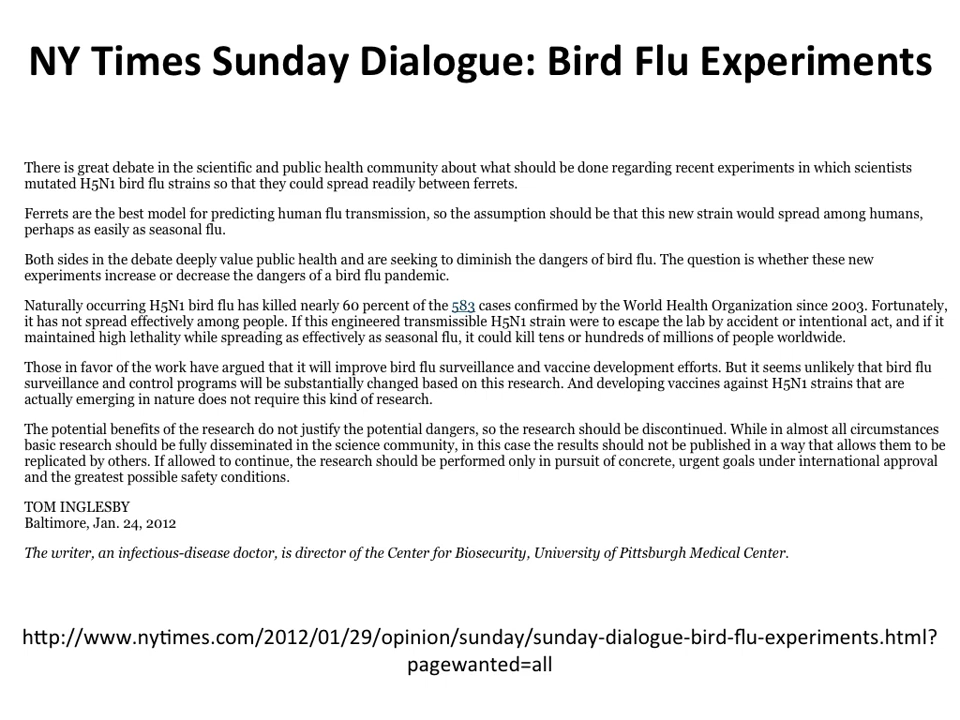 NY Times Sunday Dialogue: Bird Flu Experiments
There is great debate in the scientific and public health community about what should be done regarding recent experiments in which scientists
mutated H5N1 bird flu strains so that they could spread readily between ferrets.
Ferrets are the best model for predicting human flu transmission, so the assumption should be that this new strain would spread among humans,
perhaps as easily as seasonal flu.
Both sides in the debate deeply value public health and are seeking to diminish the dangers of bird flu. The question is whether these new
experiments increase or decrease the dangers of a bird flu pandemic.
Naturally occurring H5N1 bird flu has killed nearly 60 percent of the 583 cases confirmed by the World Health Organization since 2003. Fortunately,
it has not spread effectively among people. If this engineered transmissible H5N1 strain were to escape the lab by accident or intentional act, and if it
maintained high lethality while spreading as effectively as seasonal flu, it could kill tens or hundreds of millions of people worldwide.
Those in favor of the work have argued that it will improve bird flu surveillance and vaccine development efforts. But it seems unlikely that bird flu
surveillance and control programs will be substantially changed based on this research. And developing vaccines against H5N1 strains that are
actually emerging in nature does not require this kind of research.
The potential benefits of the research do not justify the potential dangers, so the research should be discontinued. While in almost all circumstances
basic research should be fully disseminated in the science community, in this case the results should not be published in a way that allows them to be
replicated by others. If allowed to continue, the research should be performed only in pursuit of concrete, urgent goals under international approval
and the greatest possible safety conditions.
TOM INGLESBY
Baltimore, Jan. 24, 2012
The writer, an infectious-disease doctor, is director of the Center for Biosecurity, University of Pittsburgh Medical Center.
http://www.nytimes.com/2012/01/29/opinion/sunday/sunday-dialogue-bird-flu-experiments.html?
pagewanted=all